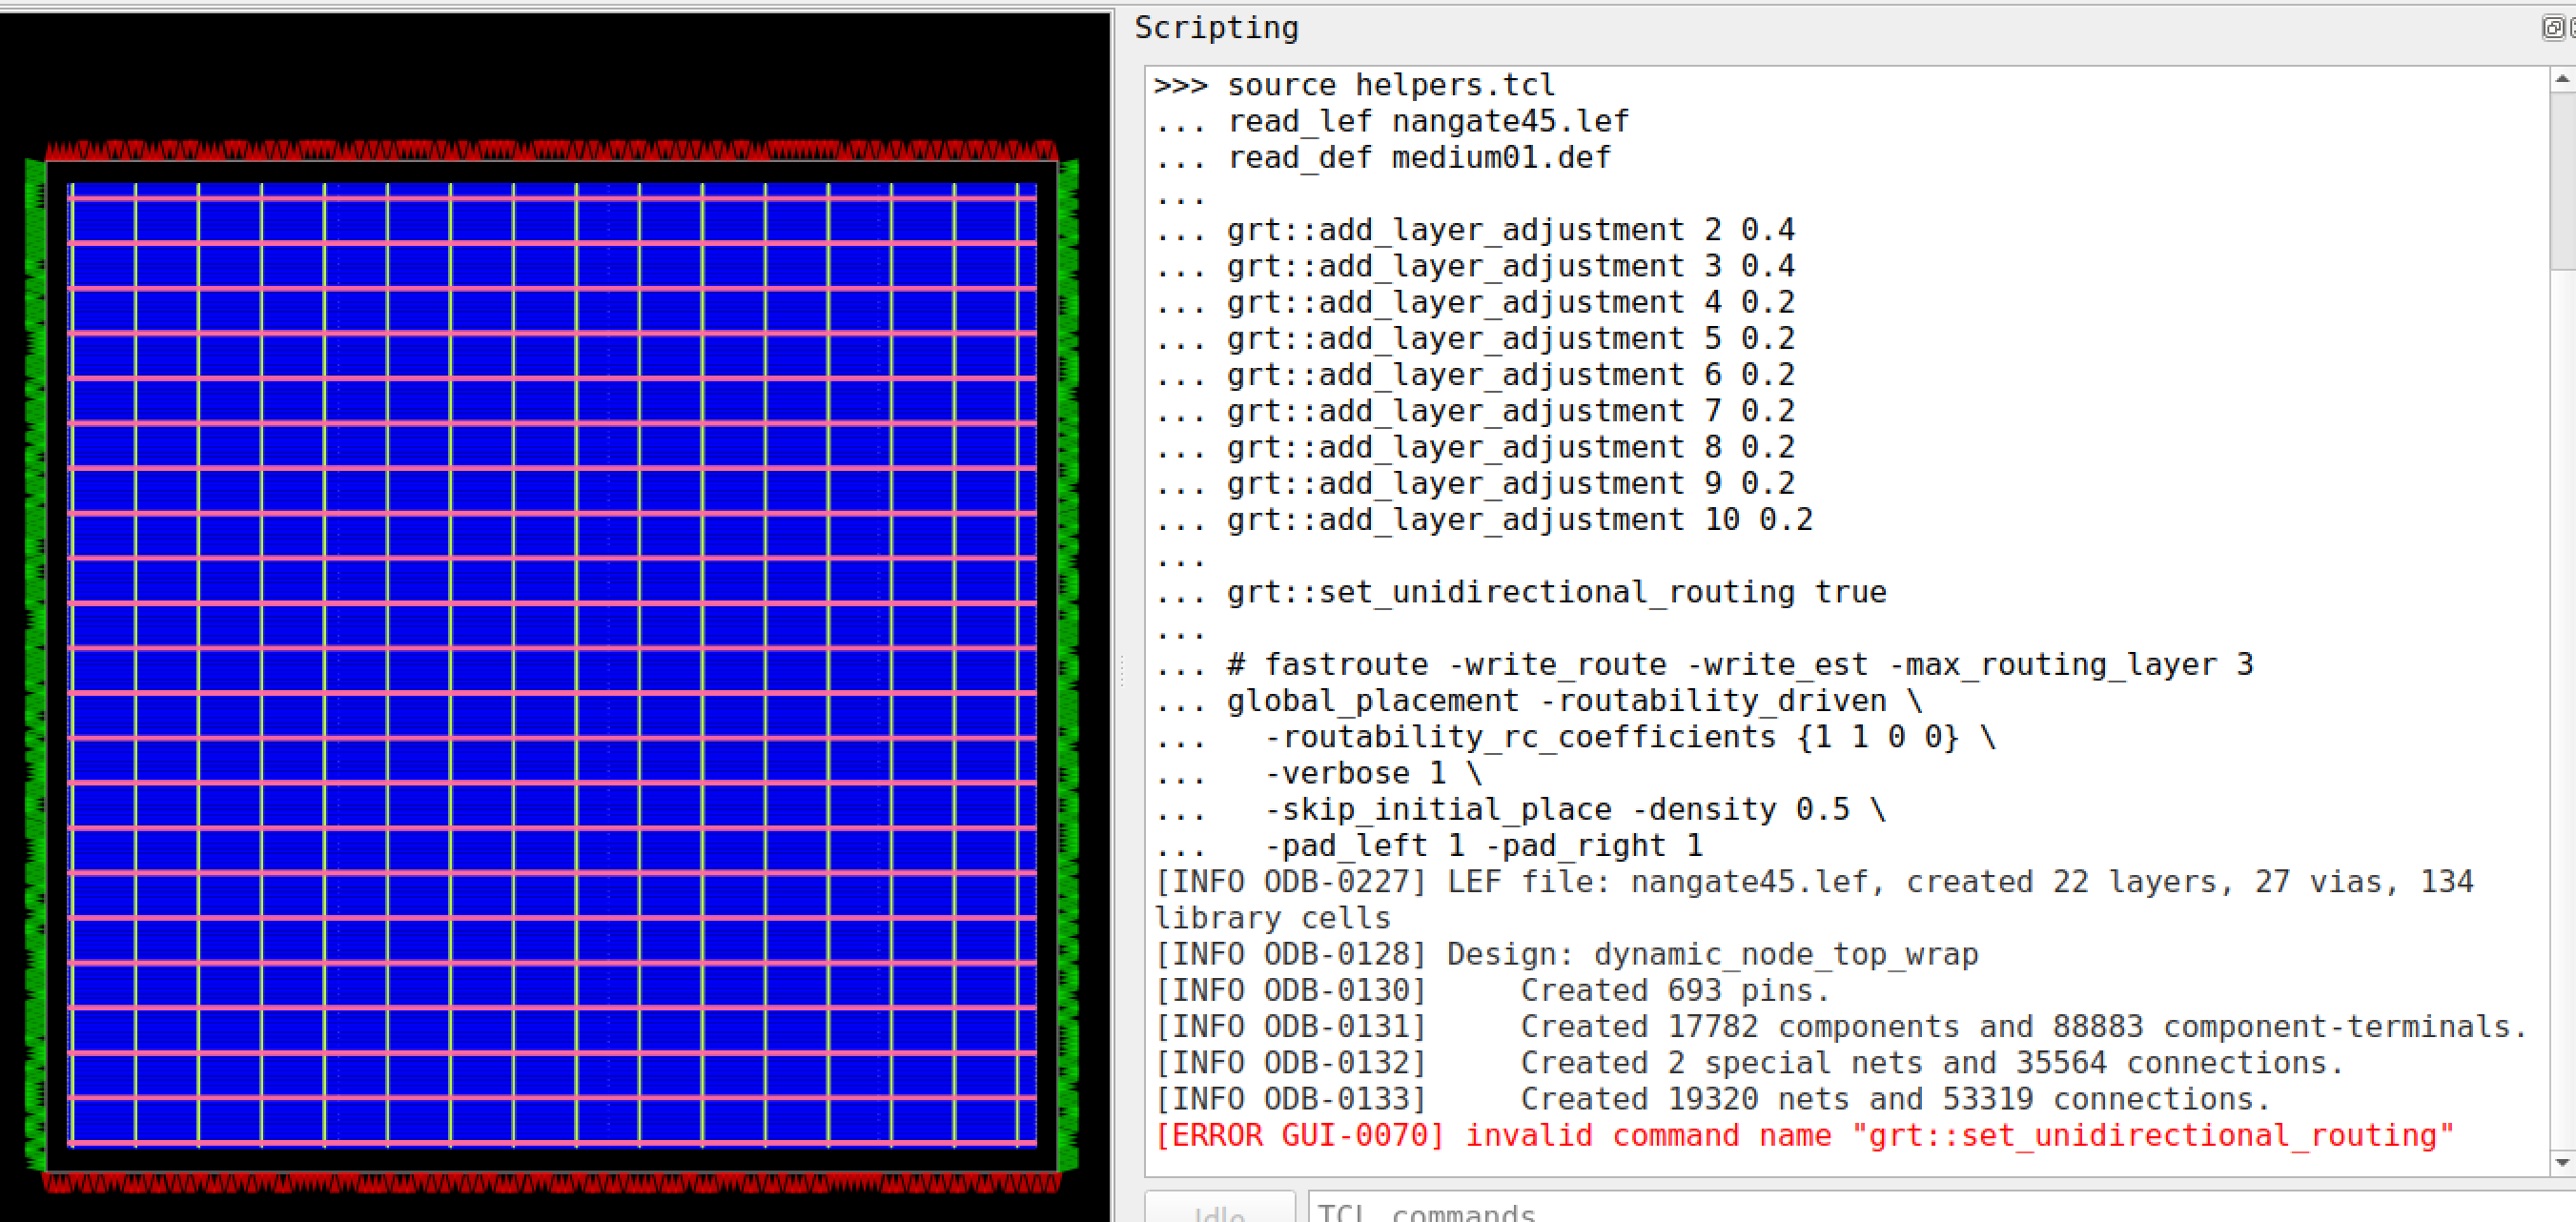 Scripting
>>> source helpers.tcl
... read_lef nangate45.lef
... read_def medium01.def
...
... grt::add_layer_adjustment 2 0.4
... grt::add_layer_adjustment 3 0.4
... grt::add_layer_adjustment 4 0.2
... grt::add_layer_adjustment 5 0.2
... grt::add_layer_adjustment 6 0.2
... grt::add_layer_adjustment 7 0.2
... grt::add_layer_adjustment 8 0.2
... grt::add_layer_adjustment 9 0.2
... grt::add_layer_adjustment 10 0.2
...
... grt::set_unidirectional_routing true
...
... # fastroute -write_route -write_est -max_routing_layer 3
... global_placement -routability_driven \
...   -routability_rc_coefficients {1 1 0 0} \
...   -verbose 1 \
...   -skip_initial_place -density 0.5 \
...   -pad_left 1 -pad_right 1
[INFO ODB-0227] LEF file: nangate45.lef, created 22 layers, 27 vias, 134
library cells
[INFO ODB-0128] Design: dynamic_node_top_wrap
[INFO ODB-0130]     Created 693 pins.
[INFO ODB-0131]     Created 17782 components and 88883 component-terminals.
[INFO ODB-0132]     Created 2 special nets and 35564 connections.
[INFO ODB-0133]     Created 19320 nets and 53319 connections.
[ERROR GUI-0070] invalid command name "grt::set_unidirectional_routing"
Idle
TCL commands